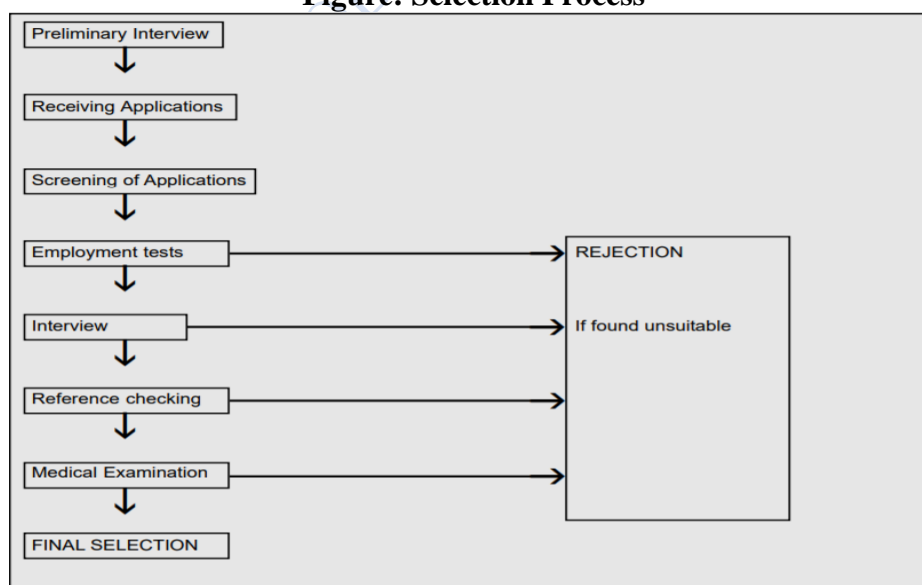 Figure: Selection Process
Preliminary Interview
Receiving Applications
Screening of Applications
Employment tests
REJECTION
Interview
If found unsuitable
Reference checking
Medical Examination
FINAL SELECTION